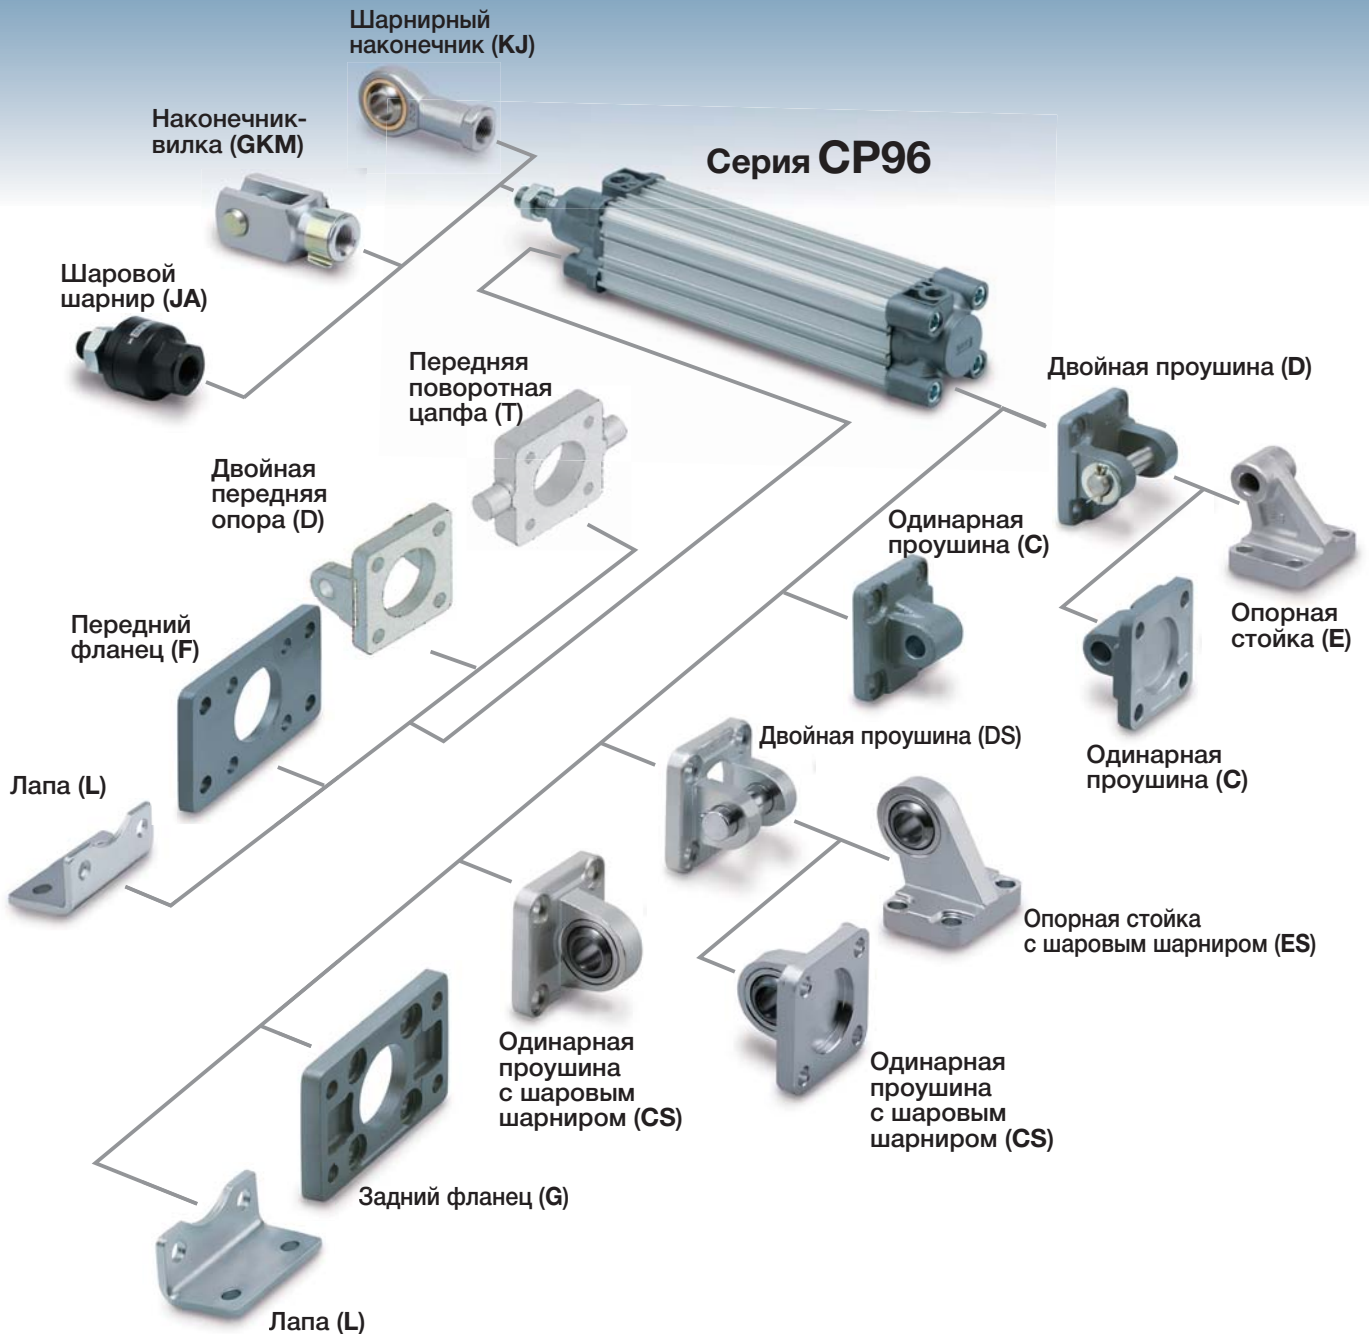 Шарнирный
наконечник (KJ)
Наконечник-
вилка (GKM)
Серия CP96
Шаровой
шарнир (JA)
Передняя
поворотная
цапфа (T)
Двойная проушина (D)
Двойная
передняя
опора (D)
Одинарная
проушина (C)
Опорная
стойка (E)
Передний
фланец (F)
Двойная проушина (DS)
Одинарная
проушина (C)
Лапа (L)
Опорная стойка
с шаровым шарниром (ES)
Одинарная
проушина
с шаровым
шарниром (CS)
Одинарная
проушина
с шаровым
шарниром (CS)
Задний фланец (G)
Лапа (L)